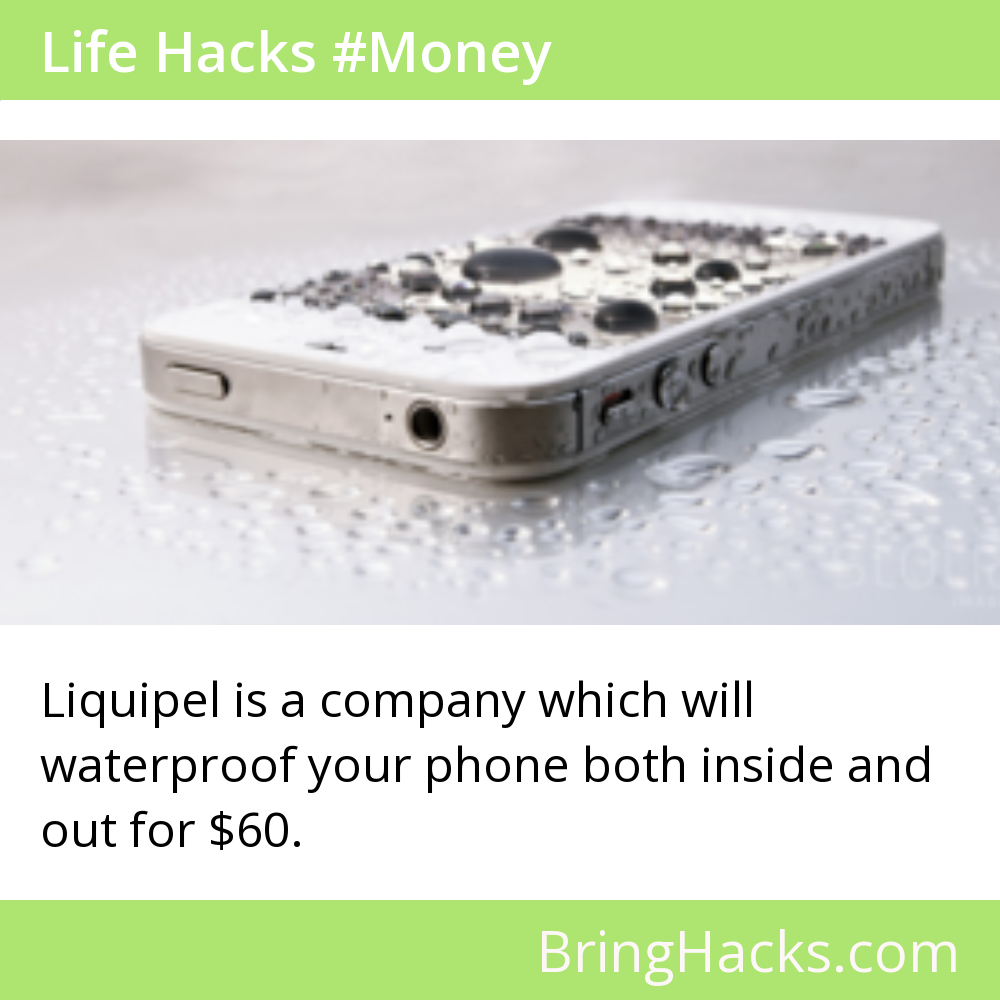 Life Hacks #Money
Liquipel is a company which will
waterproof your phone both inside and
out for $60.
BringHacks.com